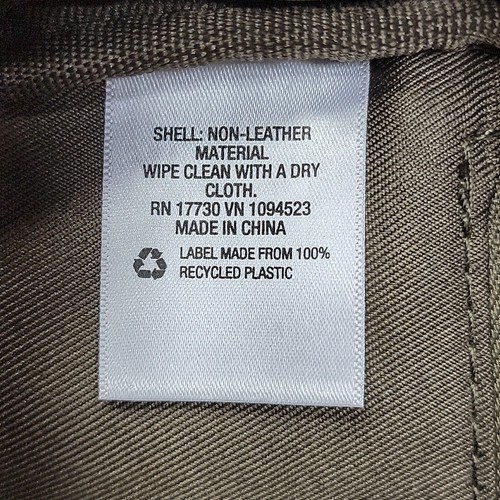 SHELL: NON-LEATHER
MATERIAL
WIPE CLEAN WITH A DRY
CLOTH.
RN 17730 VN 1094523
MADE IN CHINA
LABEL MADE FROM 100%
RECYCLED PLASTIC